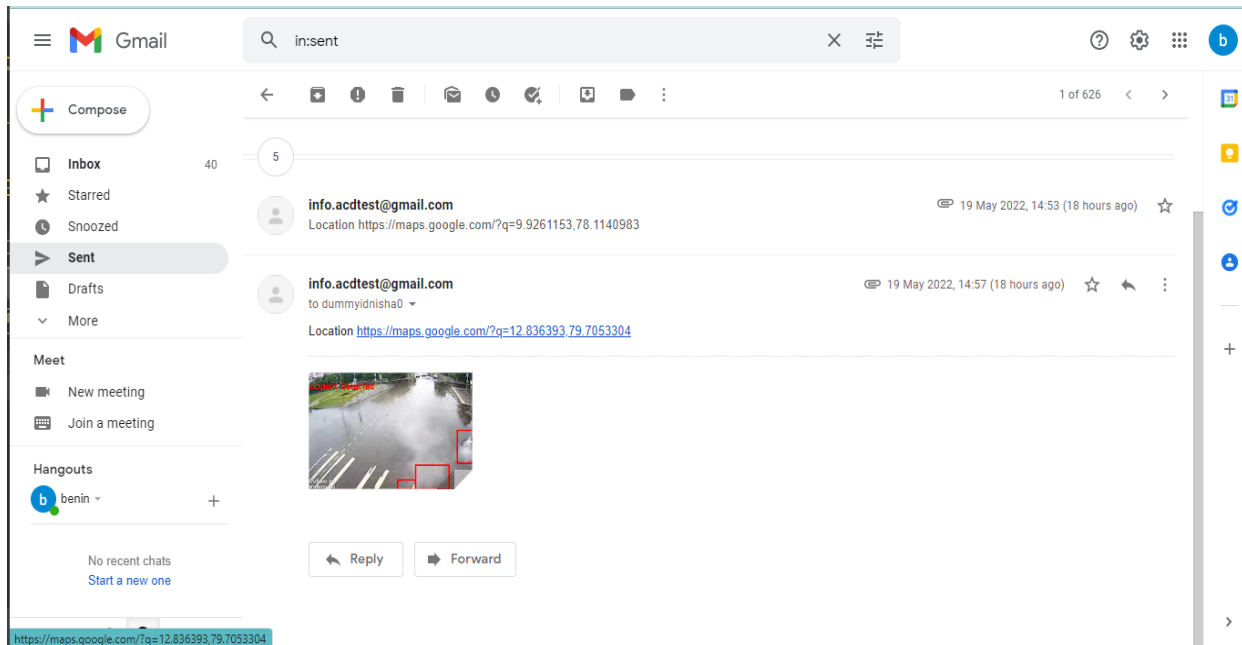 Gmail
in:sent
b
Compose
1 of 626
31
Inbox 40
5
Starred
info.acdtest@gmail.com 19 May 2022, 14:53 (18 hours ago)
Snoozed
Location https://maps.google.com/?q=9.9261153,78.1140983
Sent
info.acdtest@gmail.com 19 May 2022, 14:57 (18 hours ago)
Drafts
to dummyidnisha0
More
Location https://maps.google.com/?q=12.836393,79.7053304
Meet
New meeting
Detected
Join a meeting
Hangouts
b benin
No recent chats
Reply Forward
Start a new one
https://maps.google.com/?q=12.836393,79.7053304